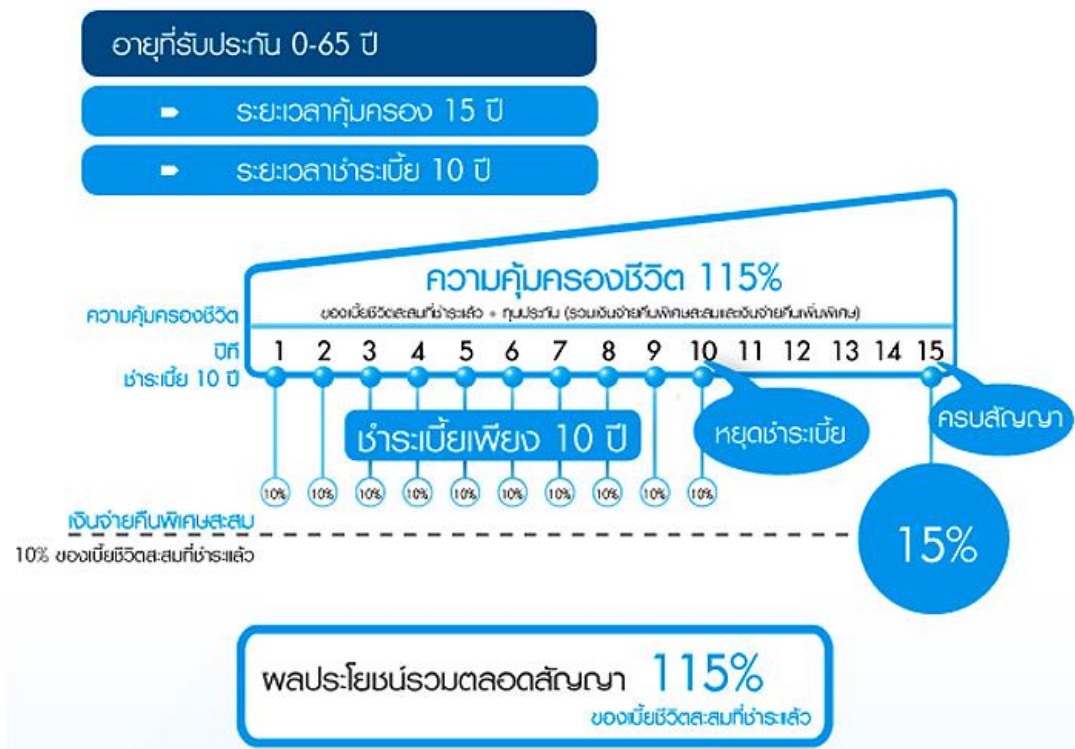 อายุที่รับประกัน 0-65 ปี
ระยะเวลาคุ้มครอง 15 ปี
ระยะเวลาชำระเบี้ย 10 ปี
ความคุ้มครองชีวิต 115%
ความคุ้มครองชีวิต
ของเบี้ยชีวิตสะสมที่ชำระแล้ว + ทุนประกัน (รวมเงินจ่ายคืนพิเศษสะสมและเงินจ่ายคืนเพิ่มพิเศษ)
ปีที่ 1 2 3 4 5 6 7 8 9 10 11 12 13 14 15
ชำระเบี้ย 10 ปี
ชำระเบี้ยเพียง 10 ปี
หยุดชำระเบี้ย
ครบสัญญา
10% 10% 10% 10% 10% 10% 10% 10% 10% 10%
เงินจ่ายคืนพิเศษสะสม
10% ของเบี้ยชีวิตสะสมที่ชำระแล้ว
15%
ผลประโยชน์รวมตลอดสัญญา 115%
ของเบี้ยชีวิตสะสมที่ชำระแล้ว